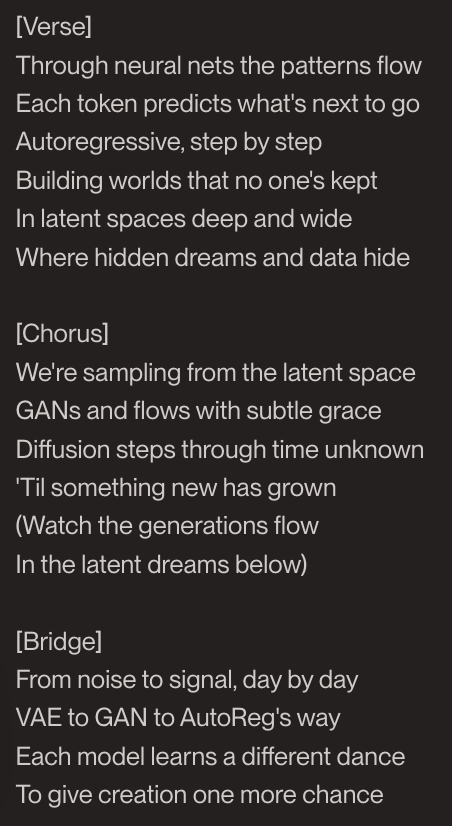 [Verse]
Through neural nets the patterns flow
Each token predicts what's next to go
Autoregressive, step by step
Building worlds that no one's kept
In latent spaces deep and wide
Where hidden dreams and data hide
[Chorus]
We're sampling from the latent space
GANs and flows with subtle grace
Diffusion steps through time unknown
'Til something new has grown
(Watch the generations flow
In the latent dreams below)
[Bridge]
From noise to signal, day by day
VAE to GAN to AutoReg's way
Each model learns a different dance
To give creation one more chance